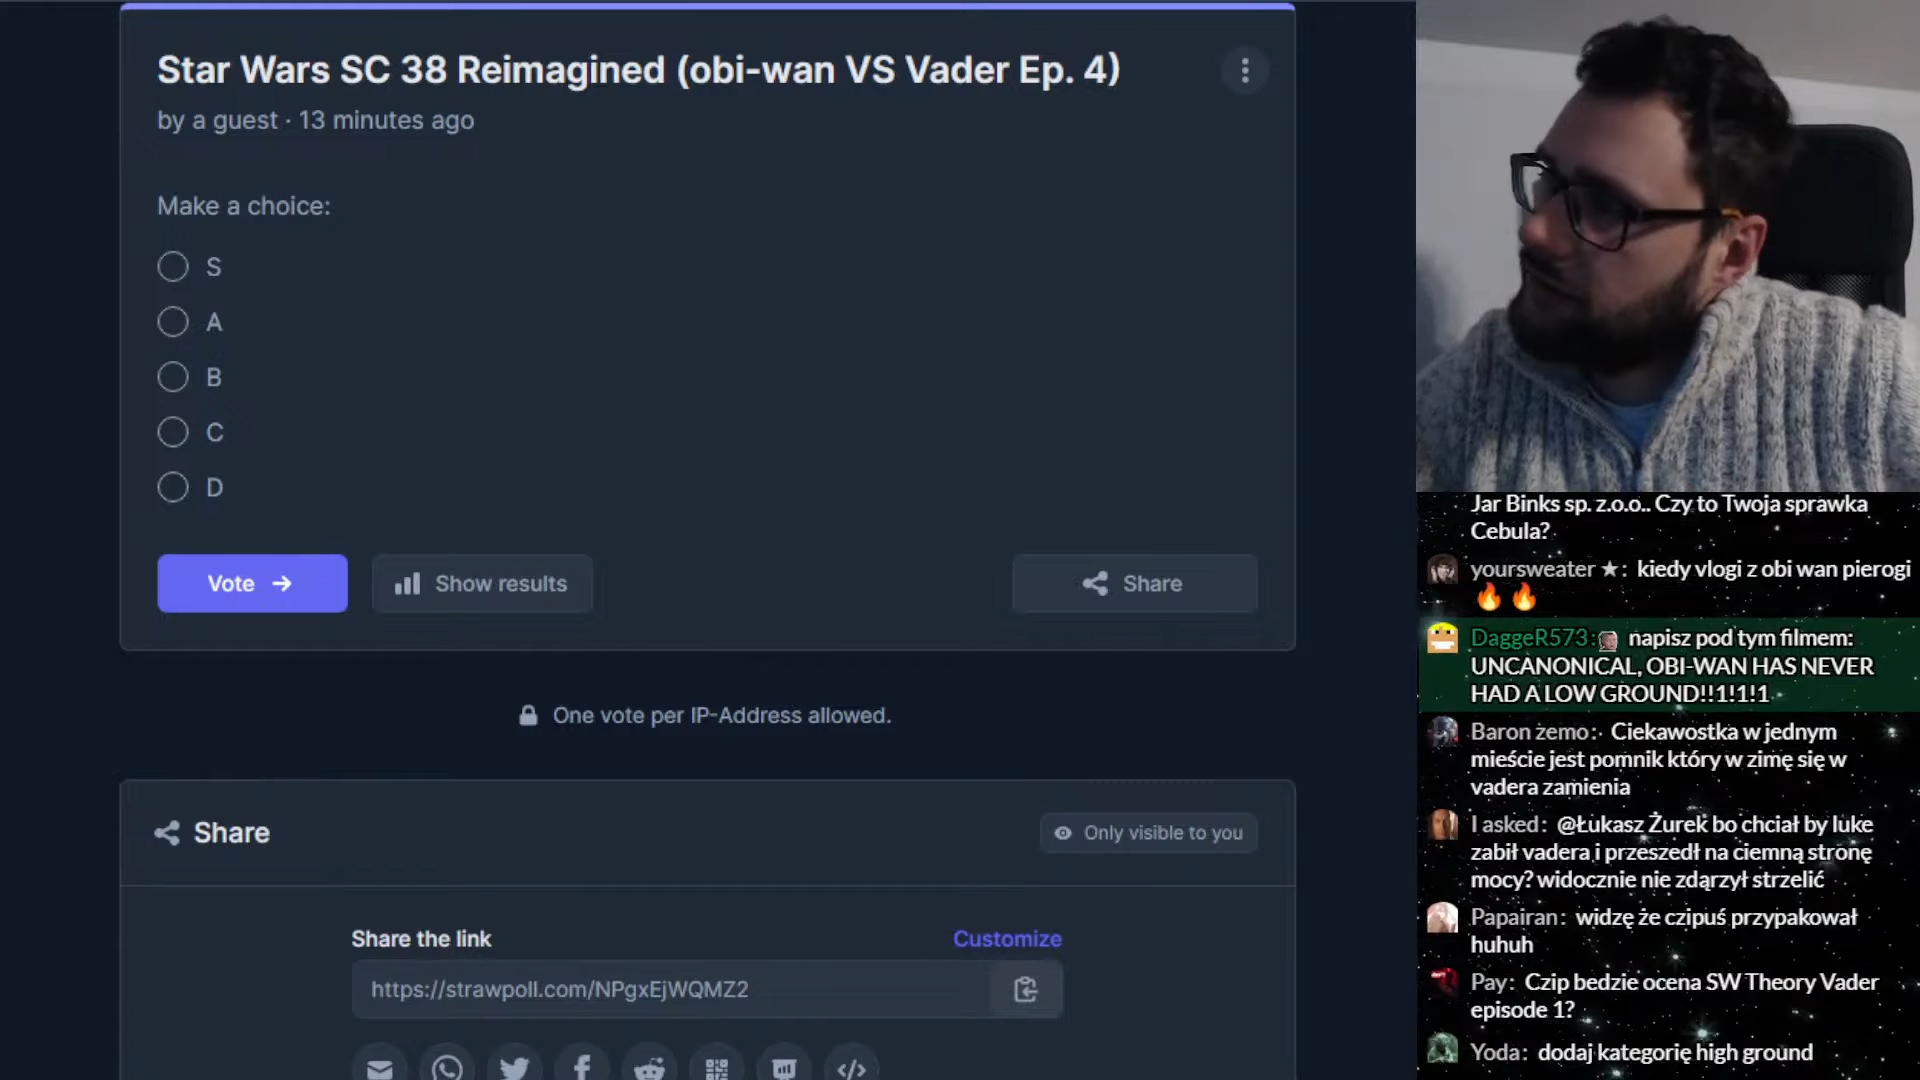 Star Wars SC 38 Reimagined (obi-wan VS Vader Ep. 4)
by a guest · 13 minutes ago
Make a choice:
S
A
B
C
D
Vote →
Show results
Share
One vote per IP-Address allowed.
Share
Only visible to you
Share the link
Customize
https://strawpoll.com/NPgxEjWQMZ2
Jar Binks sp. z.o.o.. Czy to Twoja sprawka
Cebula?
yoursweater ★: kiedy vlogi z obi wan pierogi
🔥 🔥
DaggeR573: napisz pod tym filmem:
UNCANONICAL, OBI-WAN HAS NEVER
HAD A LOW GROUND!!1!1!1
Baron zemo: Ciekawostka w jednym
mieście jest pomnik który w zimę się w
vadera zamienia
I asked: @Łukasz Żurek bo chciał by luke
zabił vadera i przeszedł na ciemną stronę
mocy? widocznie nie zdąrzył strzelić
Papairan: widzę że czipuś przypakował
huhuh
Pay: Czip bedzie ocena SW Theory Vader
episode 1?
Yoda: dodaj kategorię high ground